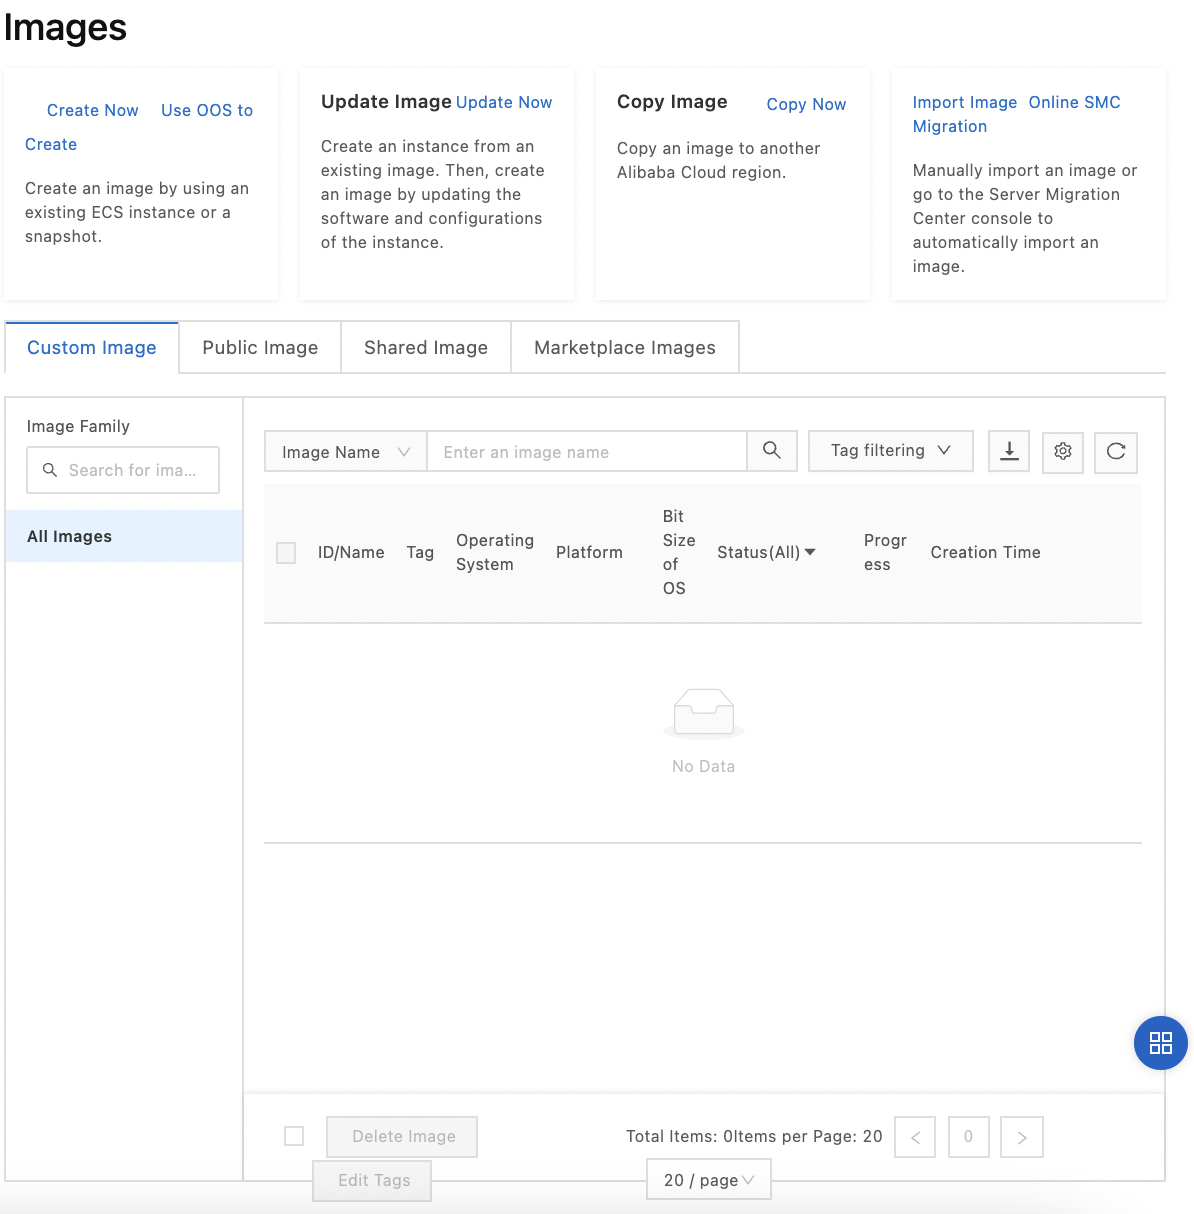 Images
Create Now Use OOS to
Create
Create an image by using an
existing ECS instance or a
snapshot.
Update Image Update Now
Create an instance from an
existing image. Then, create
an image by updating the
software and configurations
of the instance.
Copy Image Copy Now
Copy an image to another
Alibaba Cloud region.
Import Image Online SMC
Migration
Manually import an image or
go to the Server Migration
Center console to
automatically import an
image.
Custom Image Public Image Shared Image Marketplace Images
Image Family
Search for ima...
All Images
Image Name Enter an image name Tag filtering
ID/Name Tag
Operating
System
Platform
Bit
Size
of
OS
Status(All)
Progr
ess
Creation Time
No Data
Delete Image Total Items: 0Items per Page: 20 0
Edit Tags 20 / page